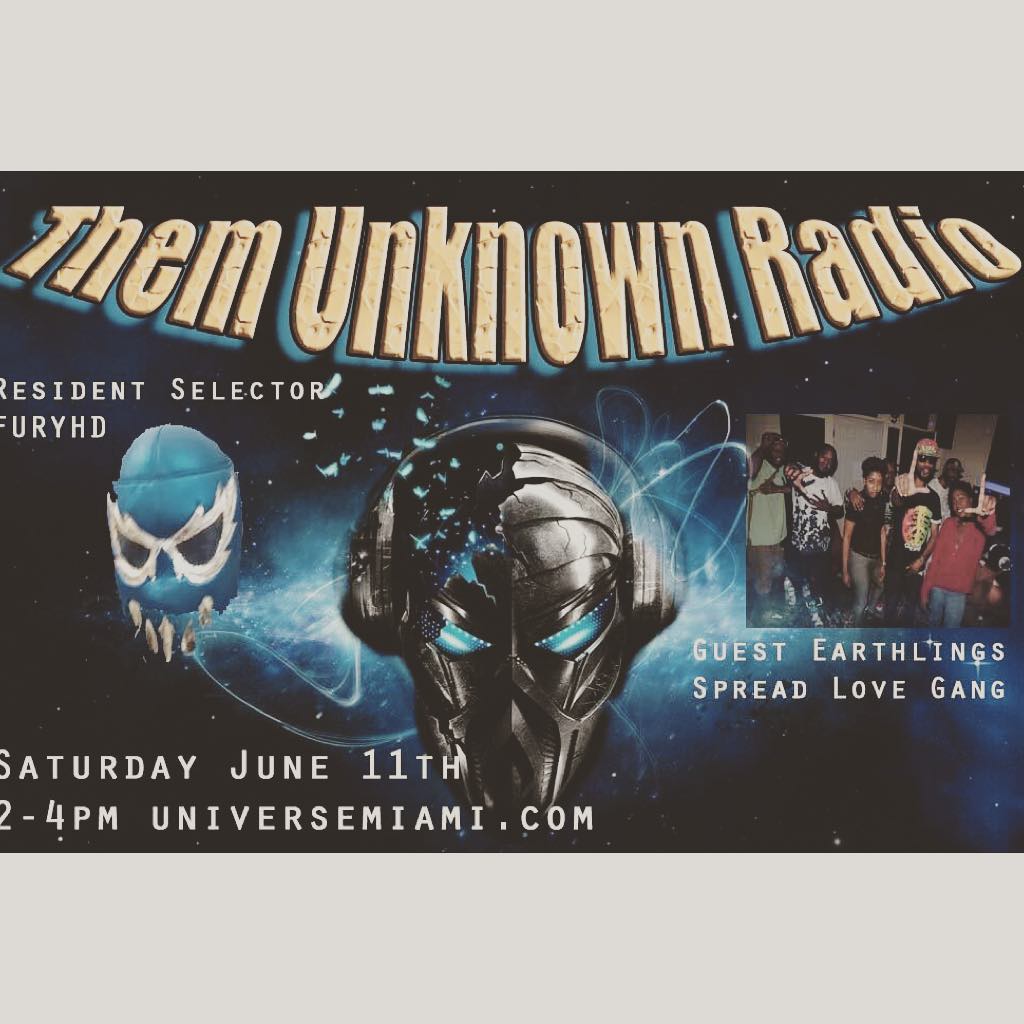 Them Unknown Radio
Resident Selector
FuryHD
Guest Earthlings
Spread Love Gang
Saturday June 11th
2-4pm universemiami.com